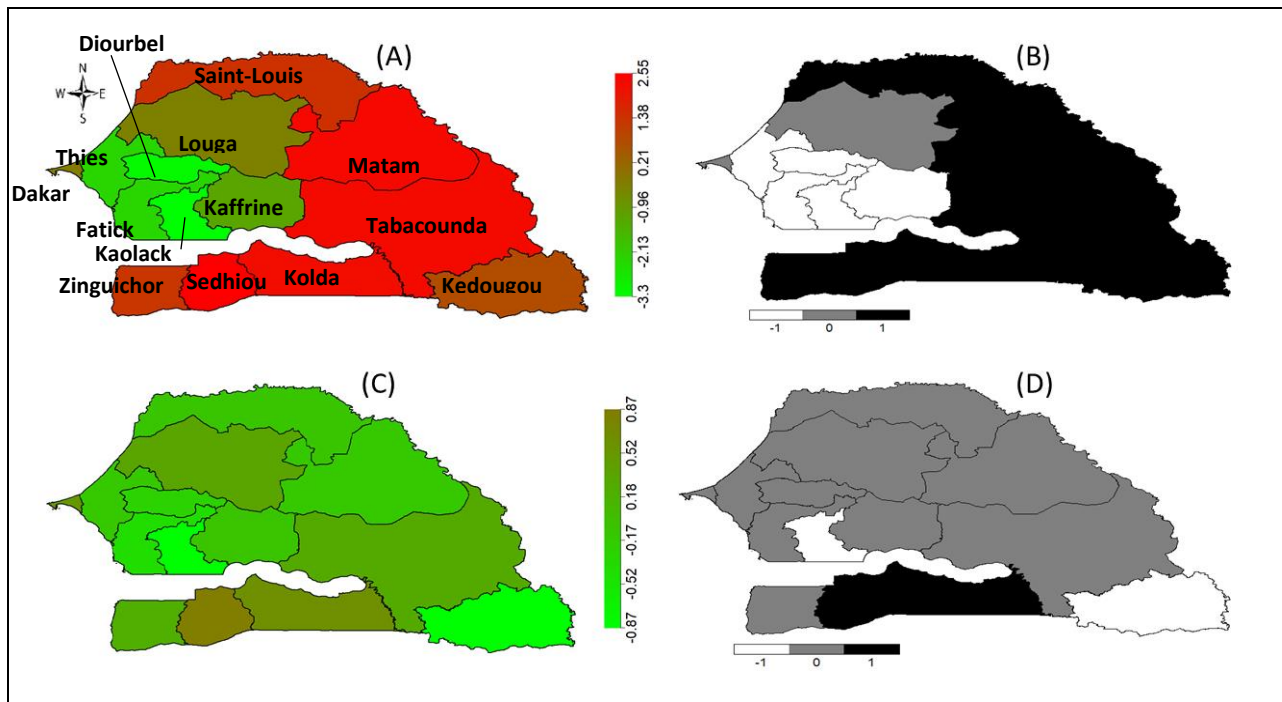 (A)
Diourbel
N
W E
S
Saint-Louis
Louga
Thies
Dakar
Matam
Kaffrine
Tabacounda
Fatick
Kaolack
Zinguichor
Sedhiou
Kolda
Kedougou
2.55
1.38
0.21
-0.96
-2.13
-3.3
(B)
-1 0 1
(C)
0.87
0.52
0.18
-0.17
-0.52
-0.87
(D)
-1 0 1